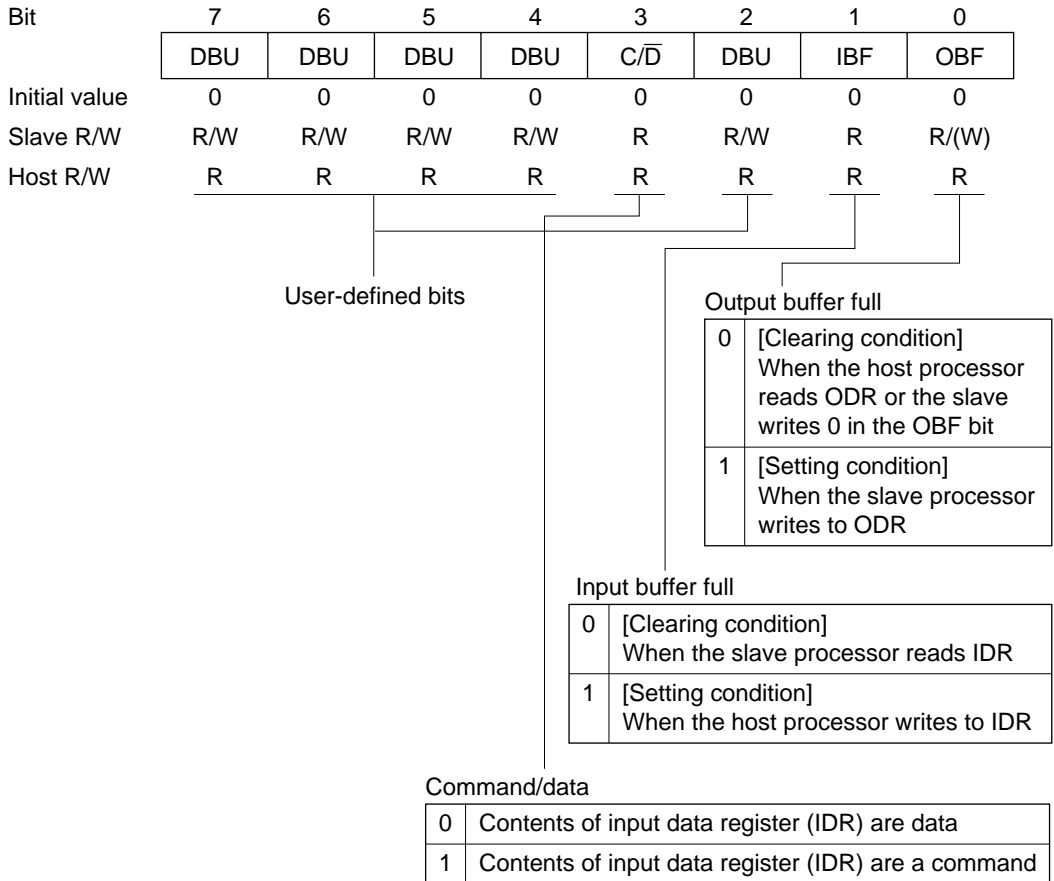 Bit 7 6 5 4 3 2 1 0
DBU DBU DBU DBU C/D̅ DBU IBF OBF
Initial value 0 0 0 0 0 0 0 0
Slave R/W R/W R/W R/W R/W R R/W R R/(W)
Host R/W R R R R R R R R
User-defined bits
Output buffer full
0 [Clearing condition]
When the host processor
reads ODR or the slave
writes 0 in the OBF bit
1 [Setting condition]
When the slave processor
writes to ODR
Input buffer full
0 [Clearing condition]
When the slave processor reads IDR
1 [Setting condition]
When the host processor writes to IDR
Command/data
0 Contents of input data register (IDR) are data
1 Contents of input data register (IDR) are a command